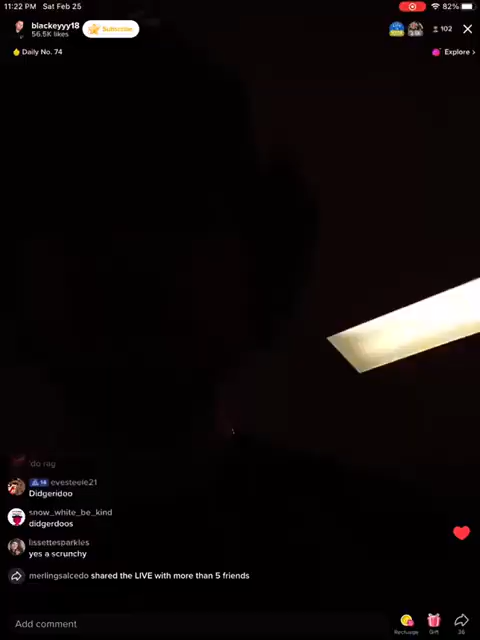 11:22 PM Sat Feb 25
82%
blackeyyy18
56.5K likes
Subscribe
102
Daily No. 74
Explore >
'do ray
evesteele21
Didgeridoo
snow_white_be_kind
didgerdoos
lissettesparkles
yes a scrunchy
merlingsalcedo shared the LIVE with more than 5 friends
Add comment
Recharge
Gift
36